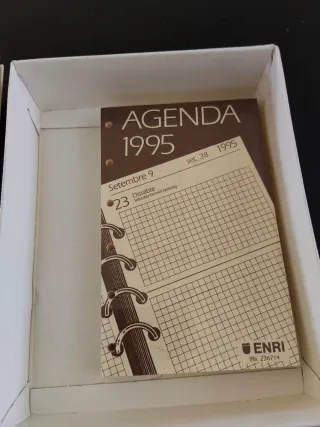 AGENDA
1995
Setembre 9
set. 38
1995
23
Dissabte
ENRI